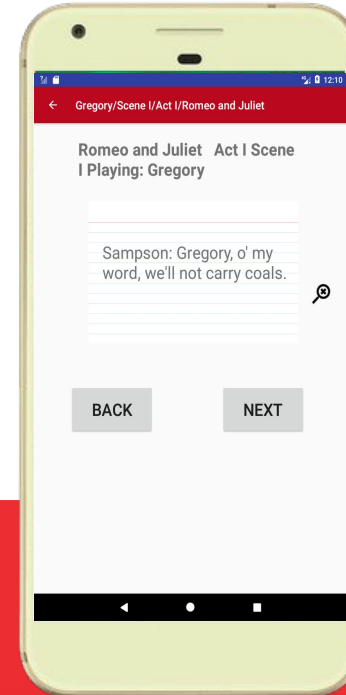 12:10
Gregory/Scene I/Act I/Romeo and Juliet
Romeo and Juliet   Act I Scene
I Playing: Gregory
Sampson: Gregory, o' my
word, we'll not carry coals.
BACK NEXT